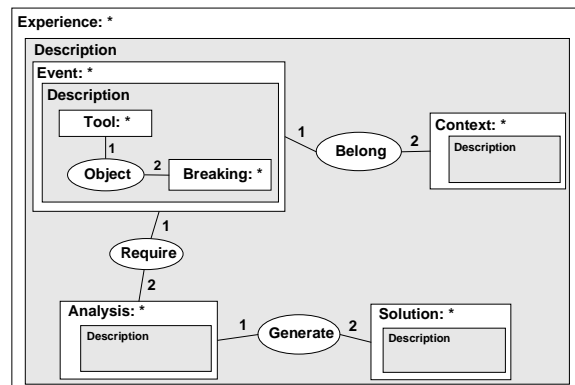 Experience: *
Description
Event: *
Description
Tool: *
1
Object
2
Breaking: *
1
Belong
2
Context: *
Description
1
Require
2
Analysis: *
Description
1
Generate
2
Solution: *
Description